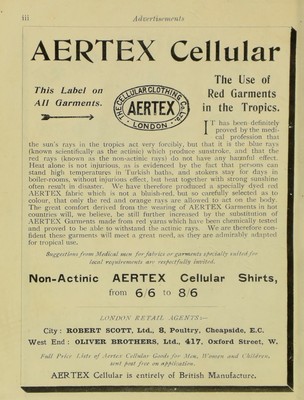 iii
Advertisements
AERTEX Cellular
This Label on
All Garments.
THE CELLULAR CLOTHING Co. Ltd.
AERTEX
LONDON
The Use of
Red Garments
in the Tropics.
IT has been definitely
proved by the medi-
cal profession that
the sun's rays in the tropics act very forcibly, but that it is the blue rays
(known scientifically as the actinic) which produce sunstroke, and that the
red rays (known as the non-actinic rays) do not have any harmful effect.
Heat alone is not injurious, as is evidenced by the fact that persons can
stand high temperatures in Turkish baths, and stokers stay for days in
boiler-rooms, without injurious effect, but heat together with strong sunshine
often result in disaster. We have therefore produced a specially dyed red
AERTEX fabric which is not a bluish-red, but so carefully selected as to
colour, that only the red and orange rays are allowed to act on the body.
The great comfort derived from the wearing of AERTEX Garments in hot
countries will, we believe, be still further increased by the substitution of
AERTEX Garments made from red yarns which have been chemically tested
and proved to be able to withstand the actinic rays. We are therefore con-
fident these garments will meet a great need, as they are admirably adapted
for tropical use.
Suggestions from Medical men for fabrics or garments specially suited for
local requirements are respectfully invited.
Non-Actinic AERTEX Cellular Shirts,
from 6/6 to 8/6
LONDON RETAIL AGENTS:—
City: ROBERT SCOTT, Ltd., 8, Poultry, Cheapside, E.C.
West End: OLIVER BROTHERS, Ltd., 417, Oxford Street, W.
Full Price Lists of Aertex Cellular Goods for Men, Women and Children,
sent post free on application.
AERTEX Cellular is entirely of British Manufacture.